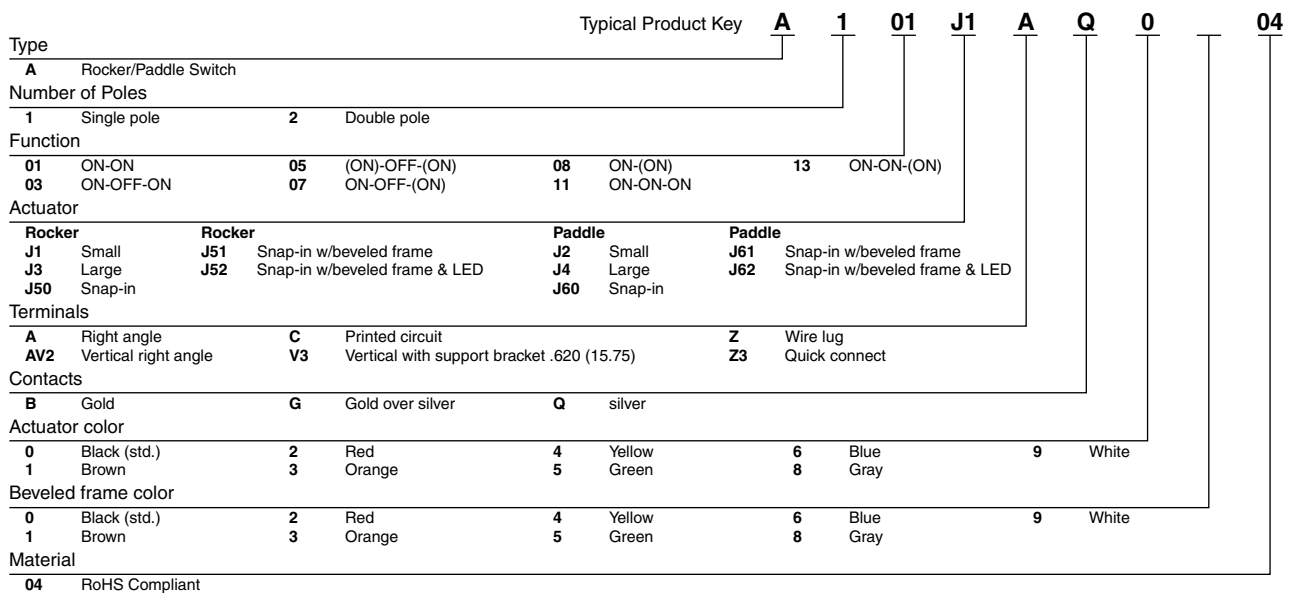 Typical Product Key A 1 01 J1 A Q 0 04
Type
A Rocker/Paddle Switch
Number of Poles
1 Single pole 2 Double pole
Function
01 ON-ON 05 (ON)-OFF-(ON) 08 ON-(ON) 13 ON-ON-(ON)
03 ON-OFF-ON 07 ON-OFF-(ON) 11 ON-ON-ON
Actuator
Rocker Rocker Paddle Paddle
J1 Small J51 Snap-in w/beveled frame J2 Small J61 Snap-in w/beveled frame
J3 Large J52 Snap-in w/beveled frame & LED J4 Large J62 Snap-in w/beveled frame & LED
J50 Snap-in J60 Snap-in
Terminals
A Right angle C Printed circuit Z Wire lug
AV2 Vertical right angle V3 Vertical with support bracket .620 (15.75) Z3 Quick connect
Contacts
B Gold G Gold over silver Q silver
Actuator color
0 Black (std.) 2 Red 4 Yellow 6 Blue 9 White
1 Brown 3 Orange 5 Green 8 Gray
Beveled frame color
0 Black (std.) 2 Red 4 Yellow 6 Blue 9 White
1 Brown 3 Orange 5 Green 8 Gray
Material
04 RoHS Compliant